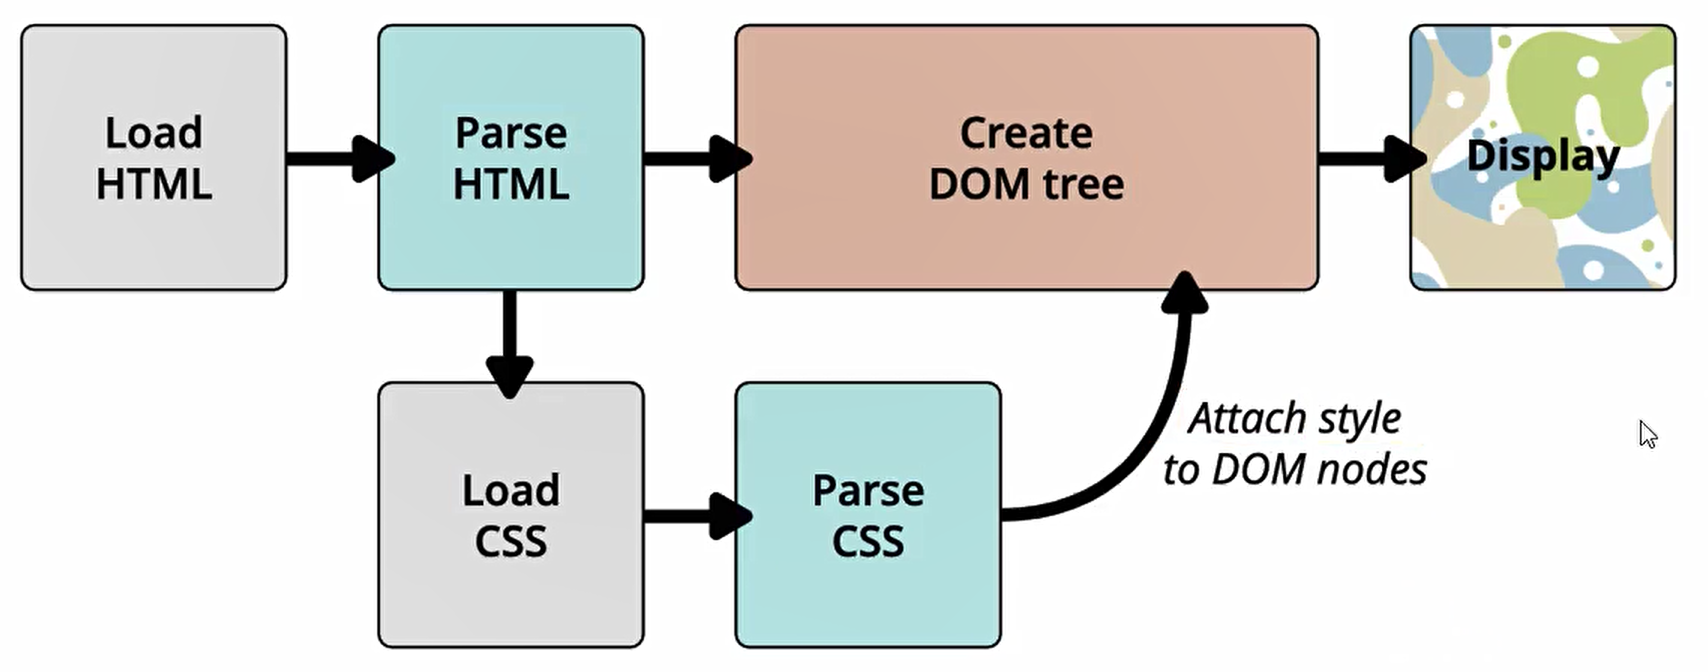 Load
HTML
Parse
HTML
Create
DOM tree
Display
Load
CSS
Parse
CSS
Attach style
to DOM nodes